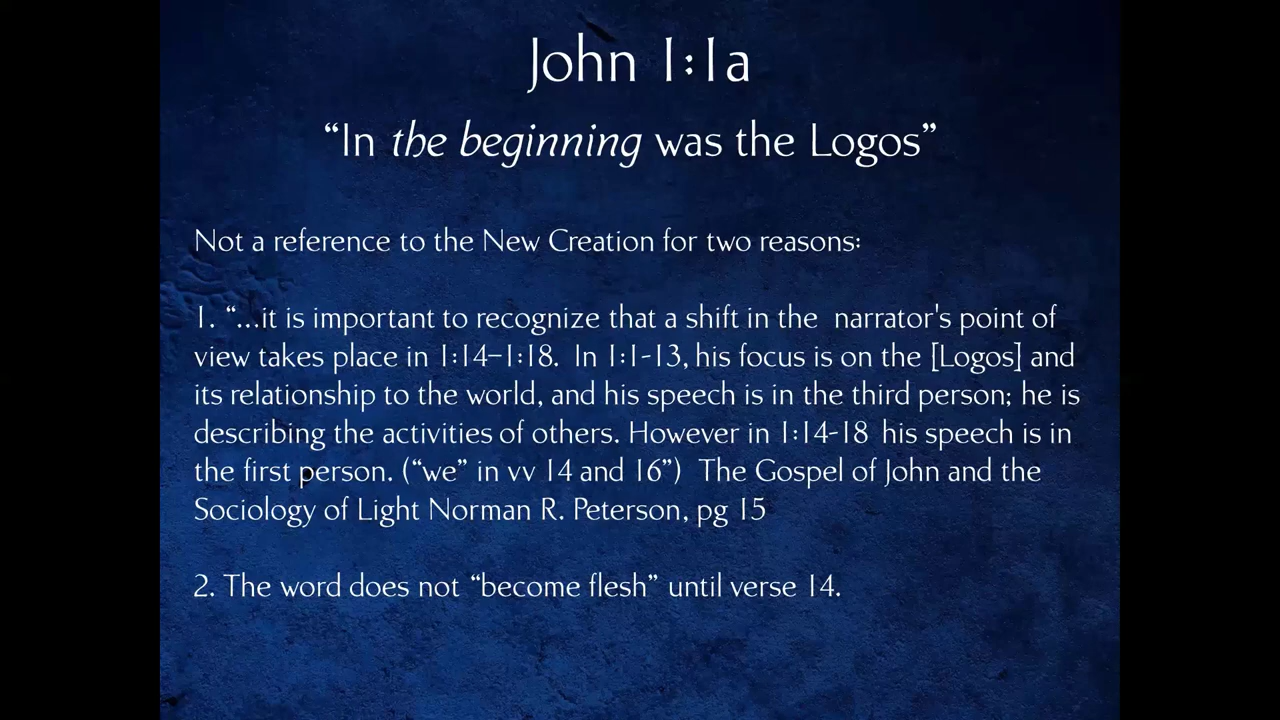 John 1:1a
“In the beginning was the Logos”
Not a reference to the New Creation for two reasons:
1. “...it is important to recognize that a shift in the narrator's point of
view takes place in 1:14–1:18. In 1:1-13, his focus is on the [Logos] and
its relationship to the world, and his speech is in the third person; he is
describing the activities of others. However in 1:14-18 his speech is in
the first person. (“we” in vv 14 and 16”) The Gospel of John and the
Sociology of Light Norman R. Peterson, pg 15
2. The word does not “become flesh” until verse 14.